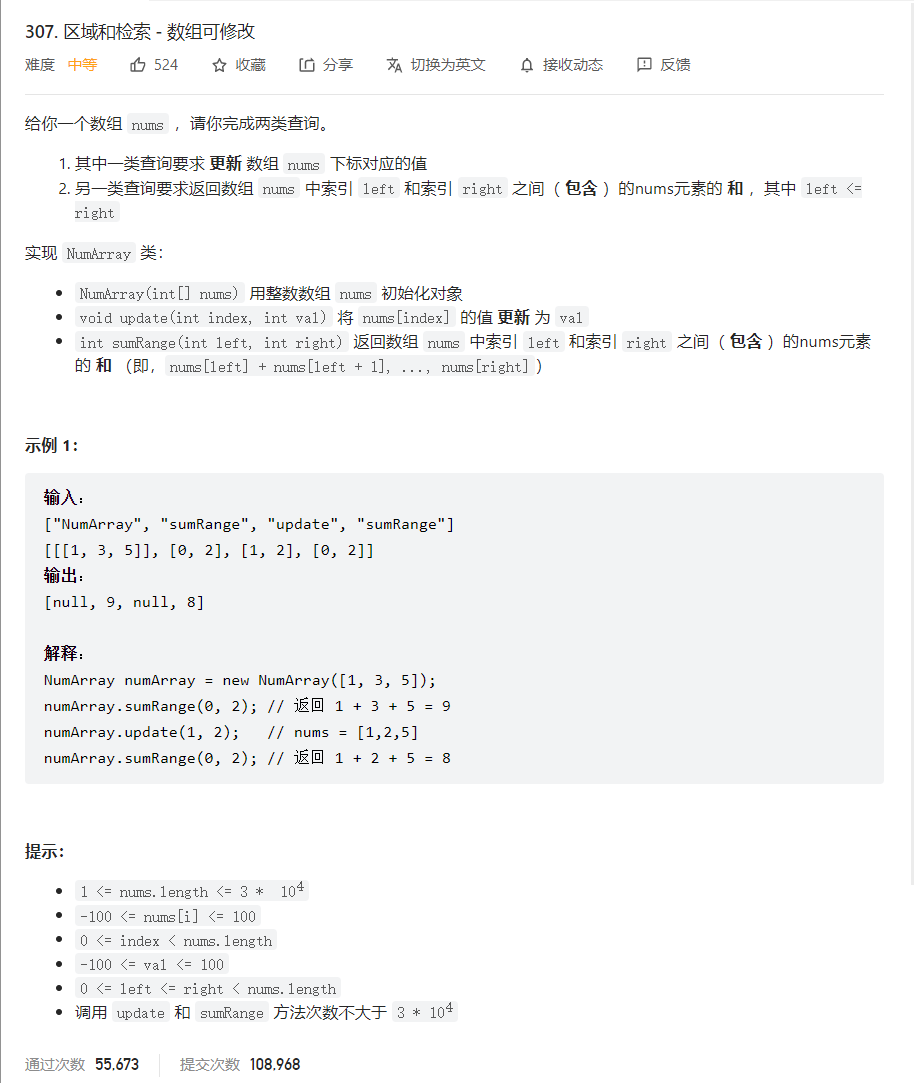 307. 区域和检索 - 数组可修改
难度 中等 524 收藏 分享 切换为英文 接收动态 反馈
给你一个数组 nums ，请你完成两类查询。
1. 其中一类查询要求 更新 数组 nums 下标对应的值
2. 另一类查询要求返回数组 nums 中索引 left 和索引 right 之间（ 包含 ）的nums元素的 和 ，其中 left <=
right
实现 NumArray 类：
• NumArray(int[] nums) 用整数数组 nums 初始化对象
• void update(int index, int val) 将 nums[index] 的值 更新 为 val
• int sumRange(int left, int right) 返回数组 nums 中索引 left 和索引 right 之间（ 包含 ）的nums元素
的 和 （即，nums[left] + nums[left + 1], ..., nums[right]）
示例 1：
输入：
["NumArray", "sumRange", "update", "sumRange"]
[[[1, 3, 5]], [0, 2], [1, 2], [0, 2]]
输出：
[null, 9, null, 8]
解释：
NumArray numArray = new NumArray([1, 3, 5]);
numArray.sumRange(0, 2); // 返回 1 + 3 + 5 = 9
numArray.update(1, 2);   // nums = [1,2,5]
numArray.sumRange(0, 2); // 返回 1 + 2 + 5 = 8
提示：
• 1 <= nums.length <= 3 * 10⁴
• -100 <= nums[i] <= 100
• 0 <= index < nums.length
• -100 <= val <= 100
• 0 <= left <= right < nums.length
• 调用 update 和 sumRange 方法次数不大于 3 * 10⁴
通过次数 55,673 提交次数 108,968